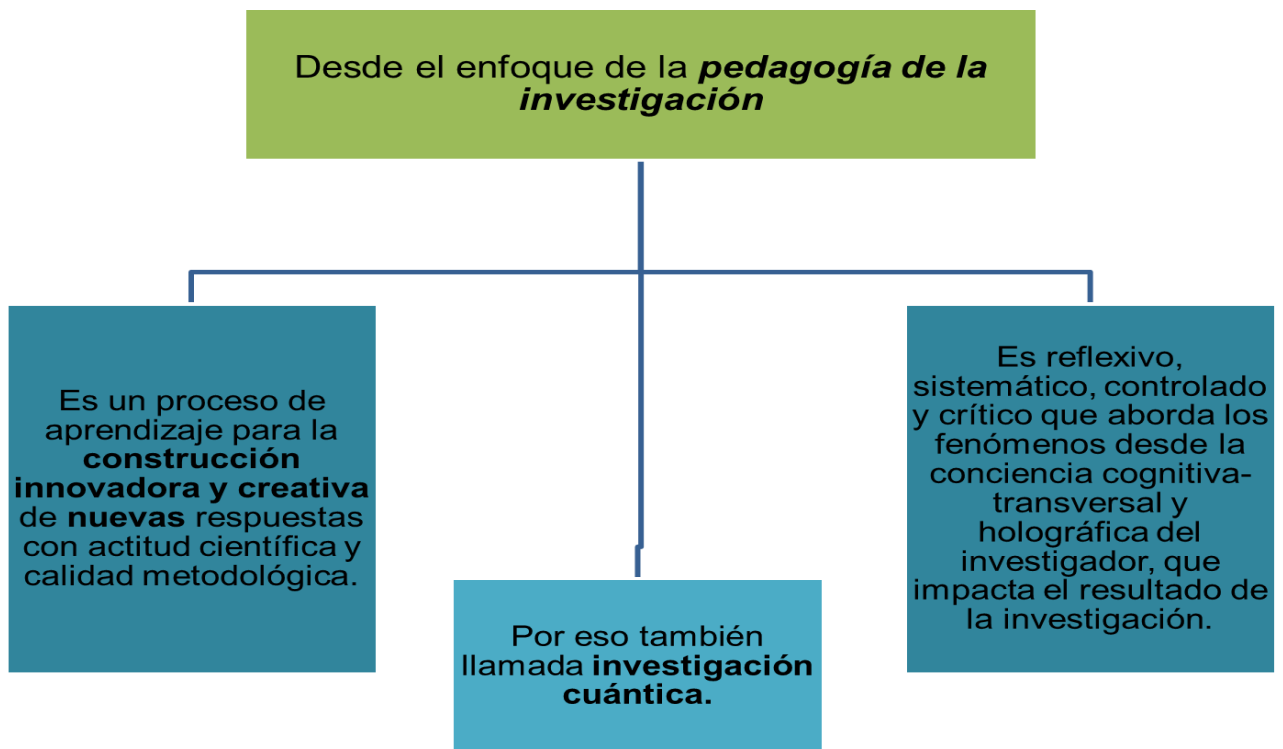 Desde el enfoque de la pedagogía de la
investigación
Es un proceso de
aprendizaje para la
construcción
innovadora y creativa
de nuevas respuestas
con actitud científica y
calidad metodológica.
Por eso también
llamada investigación
cuántica.
Es reflexivo,
sistemático, controlado
y crítico que aborda los
fenómenos desde la
conciencia cognitiva-
transversal y
holográfica del
investigador, que
impacta el resultado de
la investigación.